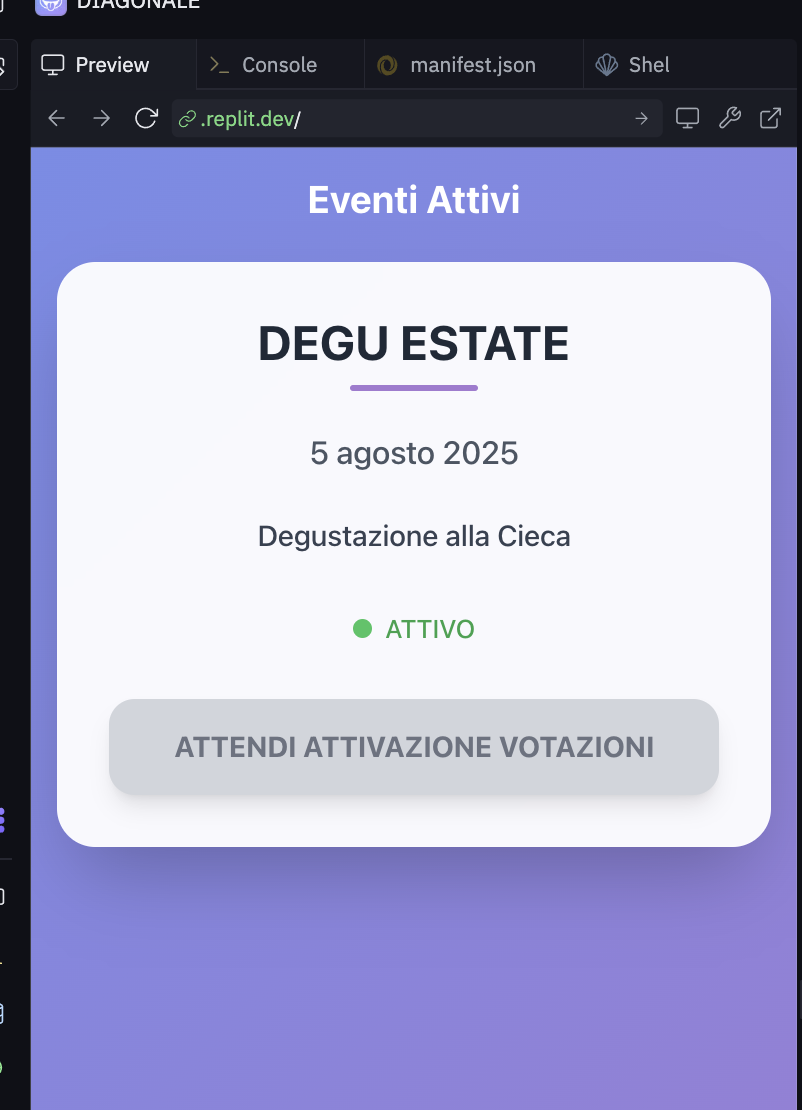 DIAGONALE
Preview
Console
manifest.json
Shel
.replit.dev/
Eventi Attivi
DEGU ESTATE
5 agosto 2025
Degustazione alla Cieca
ATTIVO
ATTENDI ATTIVAZIONE VOTAZIONI